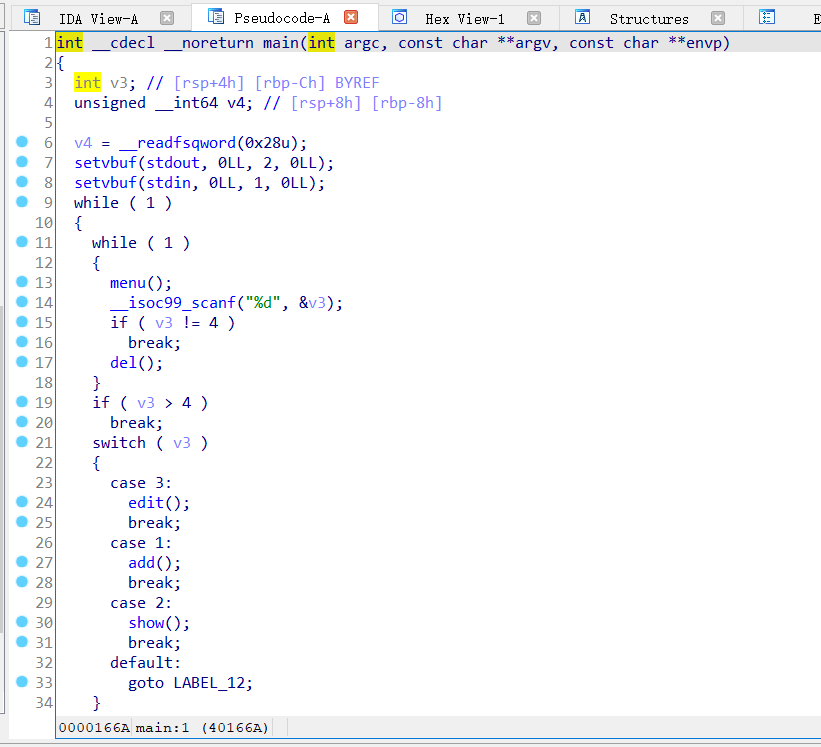 IDA View-A Pseudocode-A Hex View-1 Structures E
1 int __cdecl __noreturn main(int argc, const char **argv, const char **envp)
2 {
3   int v3; // [rsp+4h] [rbp-Ch] BYREF
4   unsigned __int64 v4; // [rsp+8h] [rbp-8h]
5
6   v4 = __readfsqword(0x28u);
7   setvbuf(stdout, 0LL, 2, 0LL);
8   setvbuf(stdin, 0LL, 1, 0LL);
9   while ( 1 )
10   {
11     while ( 1 )
12     {
13       menu();
14       __isoc99_scanf("%d", &v3);
15       if ( v3 != 4 )
16         break;
17       del();
18     }
19     if ( v3 > 4 )
20       break;
21     switch ( v3 )
22     {
23       case 3:
24         edit();
25         break;
26       case 1:
27         add();
28         break;
29       case 2:
30         show();
31         break;
32       default:
33         goto LABEL_12;
34     }
0000166A main:1 (40166A)